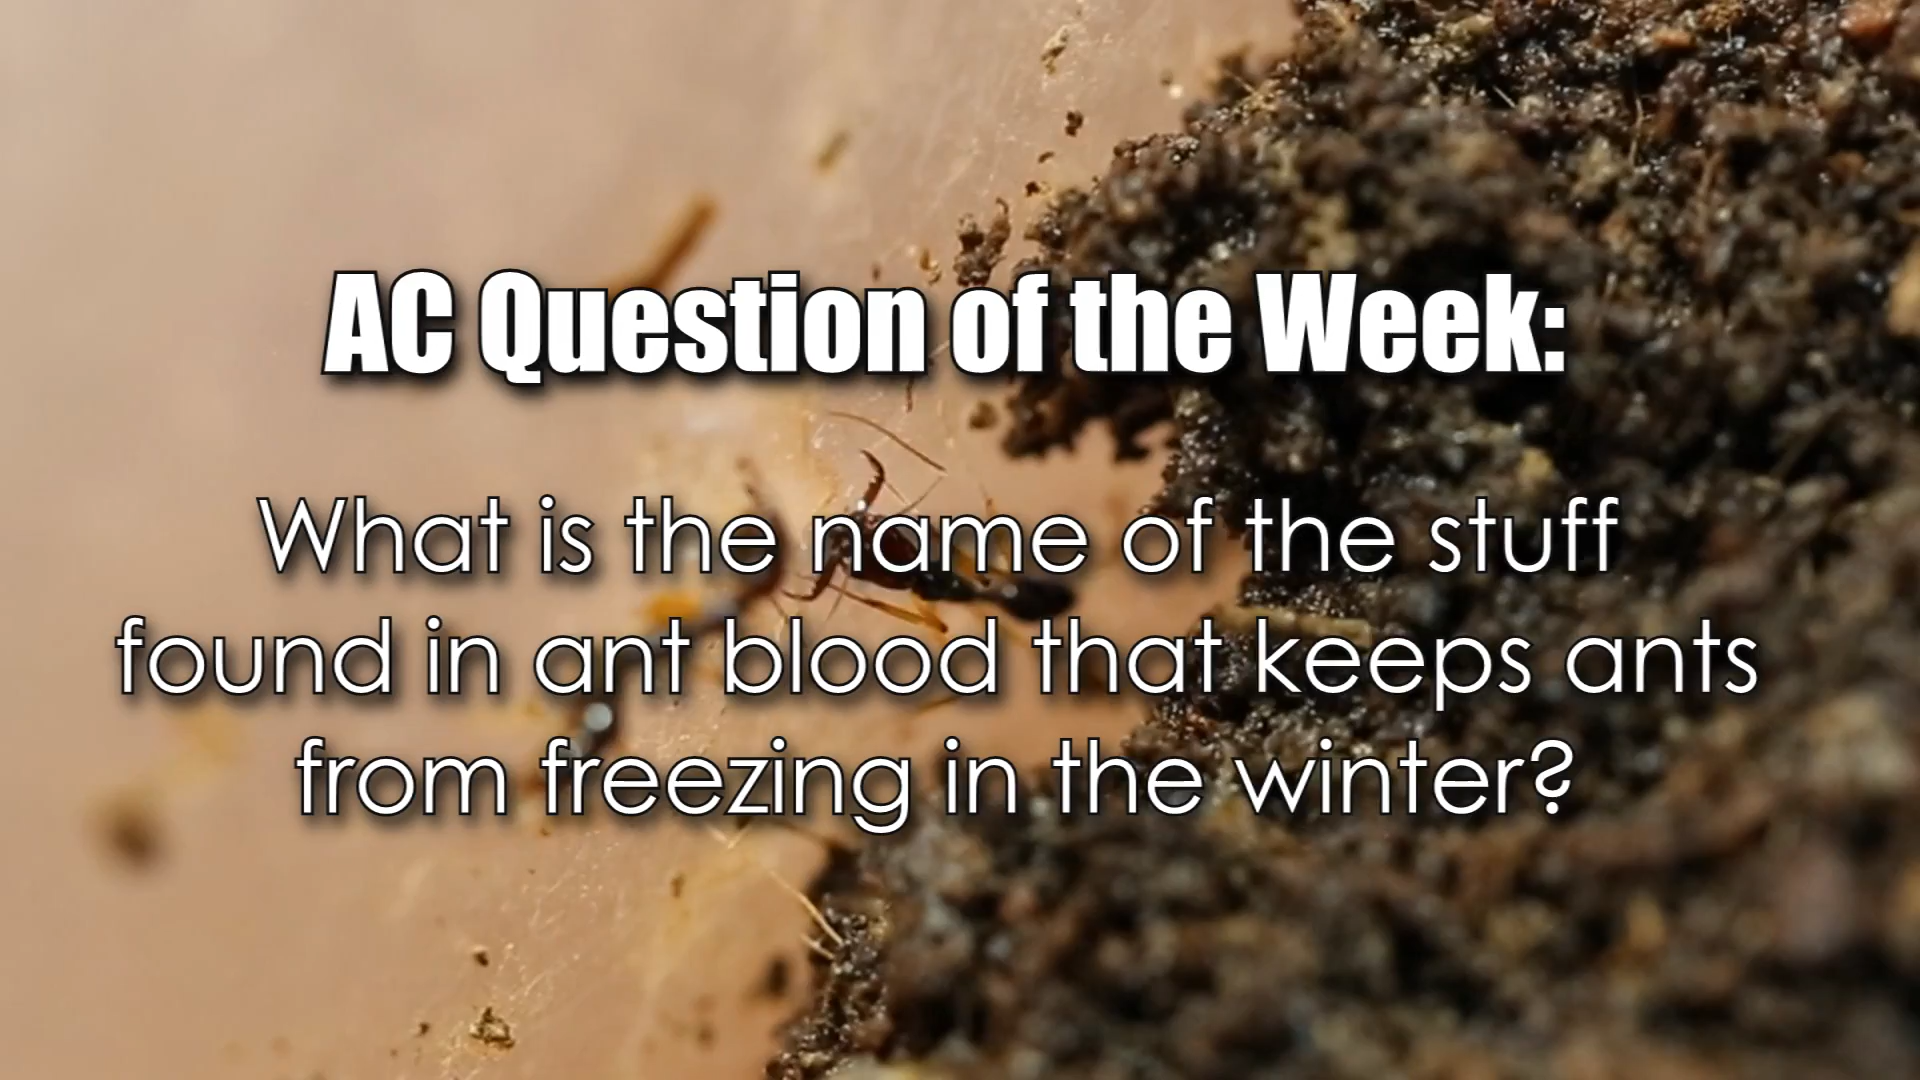 AC Question of the Week:
What is the name of the stuff
found in ant blood that keeps ants
from freezing in the winter?